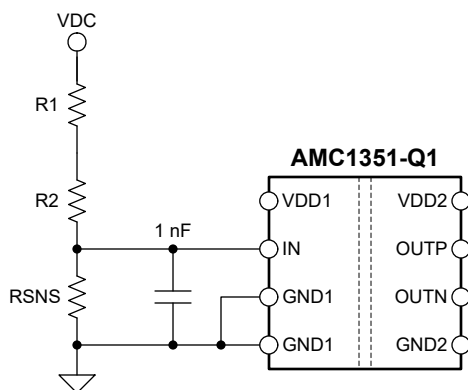 VDC
R1
R2
RSNS
1 nF
AMC1351-Q1
VDD1
VDD2
IN
OUTP
GND1
OUTN
GND1
GND2